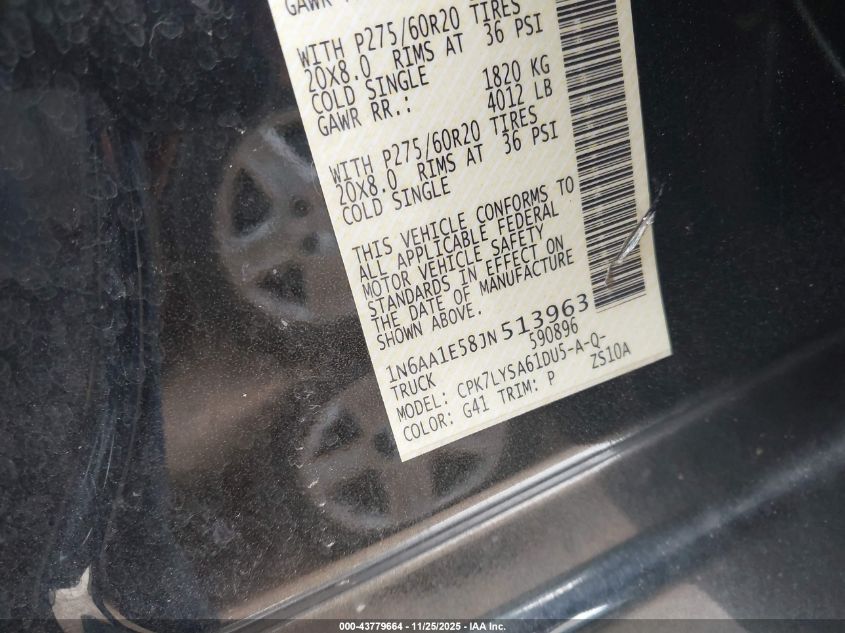 GAWR
WITH P275/60R20 TIRES
20X8.0 RIMS AT 36 PSI
COLD SINGLE 1820 KG
GAWR RR.: 4012 LB
WITH P275/60R20 TIRES
20X8.0 RIMS AT 36 PSI
COLD SINGLE
THIS VEHICLE CONFORMS TO
ALL APPLICABLE FEDERAL
MOTOR VEHICLE SAFETY
STANDARDS IN EFFECT ON
THE DATE OF MANUFACTURE
SHOWN ABOVE.
1N6AA1E58JN513963
TRUCK 590896
MODEL: CPK7LYSA61DU5-A-Q-
COLOR: G41 TRIM: P ZS10A
000-43779664 - 11/25/2025 - IAA Inc.